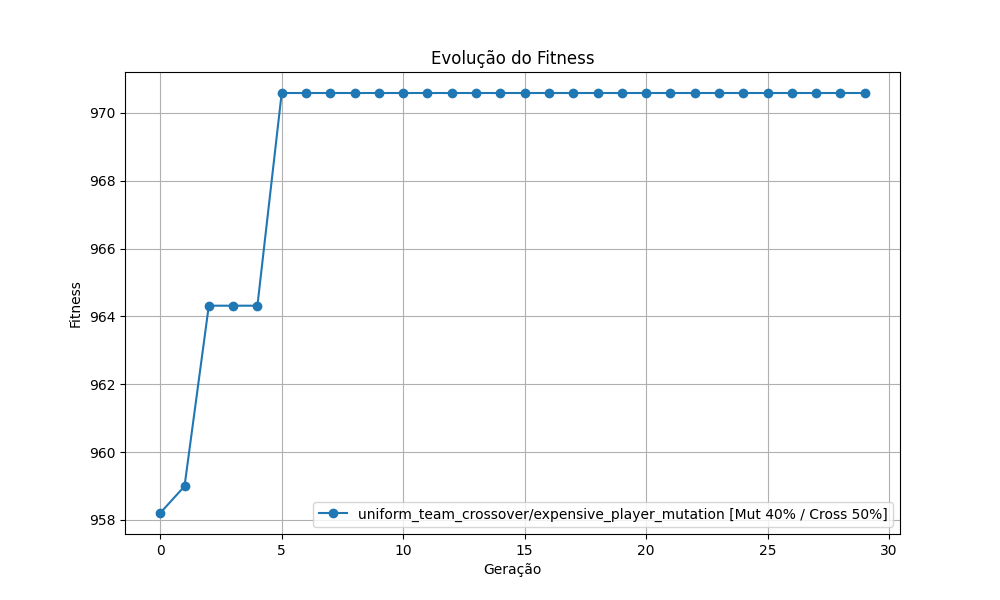 Evolução do Fitness
970
968
966
964
962
960
958
Fitness
uniform_team_crossover/expensive_player_mutation [Mut 40% / Cross 50%]
0 5 10 15 20 25 30
Geração